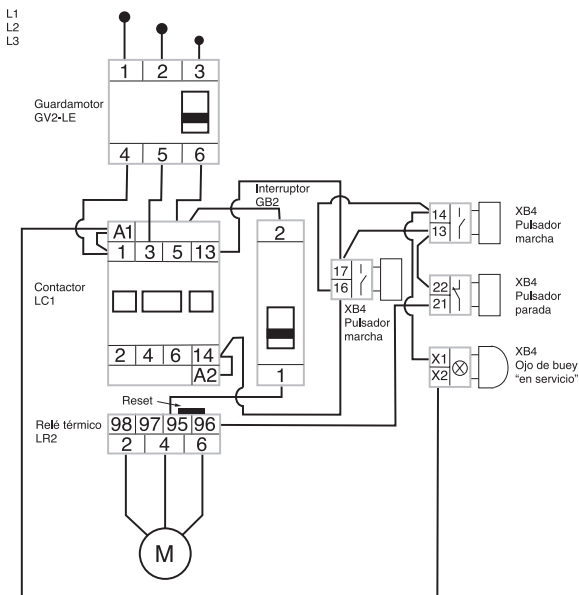 L1
L2
L3
1 2 3
Guardamotor
GV2-LE
4 5 6
Interruptor
GB2
A1
1 3 5 13
2
14
13
XB4
Pulsador
marcha
17
16
XB4
Pulsador
marcha
22
21
XB4
Pulsador
parada
Contactor
LC1
2 4 6 14
A2
1
X1
X2
XB4
Ojo de buey
“en servicio”
Reset
Relé térmico
LR2
98 97 95 96
2 4 6
M